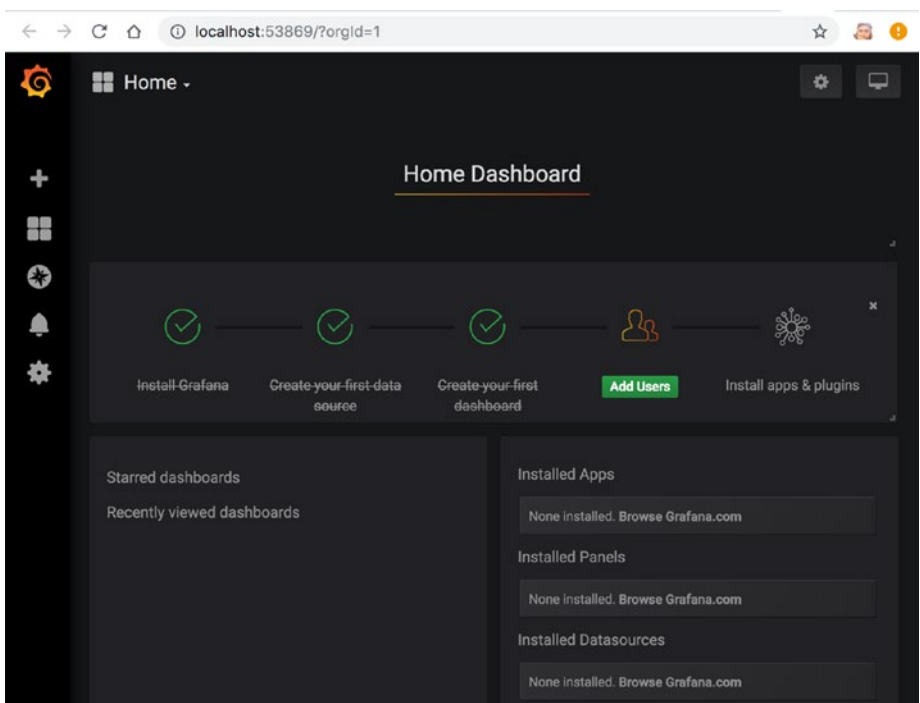 localhost:53869/?orgId=1
Home
Home Dashboard
Install Grafana
Create your first data
source
Create your first
dashboard
Add Users
Install apps & plugins
Starred dashboards
Recently viewed dashboards
Installed Apps
None installed. Browse Grafana.com
Installed Panels
None installed. Browse Grafana.com
Installed Datasources
None installed. Browse Grafana.com